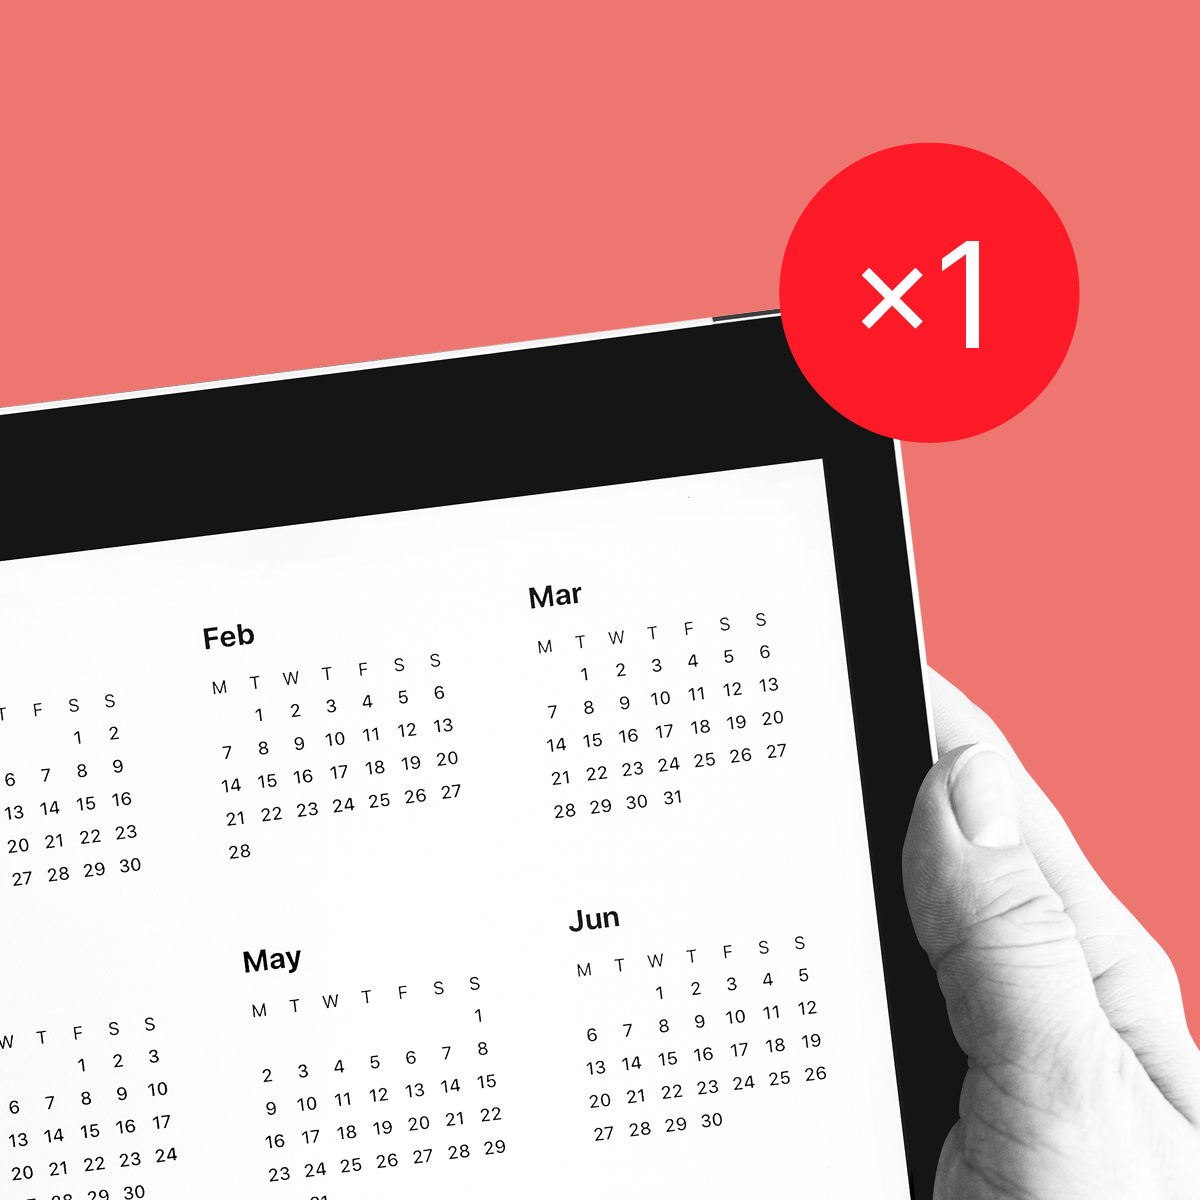 ×1
Feb
M T W T F S S
1 2 3 4 5 6
7 8 9 10 11 12 13
14 15 16 17 18 19 20
21 22 23 24 25 26 27
28
Mar
M T W T F S S
1 2 3 4 5 6
7 8 9 10 11 12 13
14 15 16 17 18 19 20
21 22 23 24 25 26 27
28 29 30 31
T F S S
1 2
6 7 8 9
13 14 15 16
20 21 22 23
27 28 29 30
May
M T W T F S S
1
2 3 4 5 6 7 8
9 10 11 12 13 14 15
16 17 18 19 20 21 22
23 24 25 26 27 28 29
31
Jun
M T W T F S S
1 2 3 4 5
6 7 8 9 10 11 12
13 14 15 16 17 18 19
20 21 22 23 24 25 26
27 28 29 30
W T F S S
1 2 3
6 7 8 9 10
13 14 15 16 17
20 21 22 23 24
28 29 30